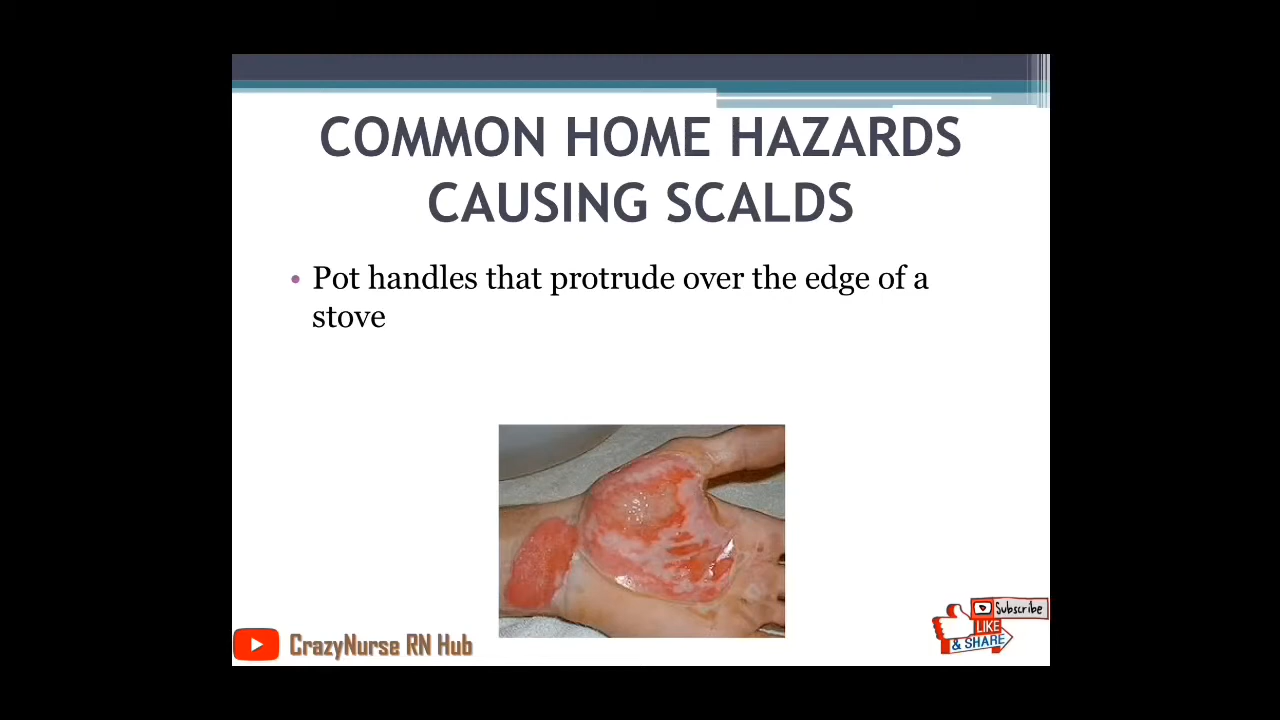 COMMON HOME HAZARDS
CAUSING SCALDS
• Pot handles that protrude over the edge of a
stove
CrazyNurse RN Hub
Subscribe
LIKE
& SHARE